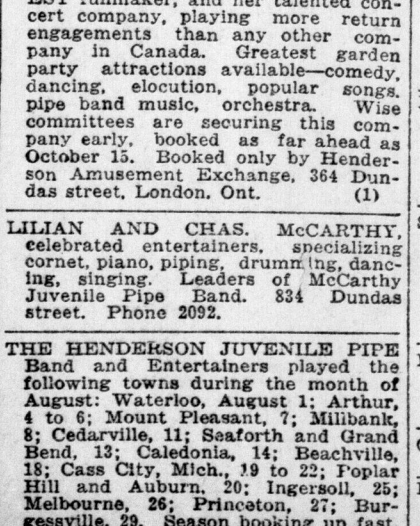 EST funmaker, and her talented con-
cert company, playing more return
engagements than any other com-
pany in Canada. Greatest garden
party attractions available—comedy,
dancing, elocution, popular songs.
pipe band music, orchestra. Wise
committees are securing this com-
pany early, booked as far ahead as
October 15. Booked only by Hender-
son Amusement Exchange, 364 Dun-
das street, London, Ont. (1)
LILIAN AND CHAS. McCARTHY,
celebrated entertainers, specializing
cornet, piano, piping, drumming, danc-
ing, singing. Leaders of McCarthy
Juvenile Pipe Band. 834 Dundas
street. Phone 2092.
THE HENDERSON JUVENILE PIPE
Band and Entertainers played the
following towns during the month of
August: Waterloo, August 1; Arthur,
4 to 6; Mount Pleasant, 7; Milibank,
8; Cedarville, 11; Seaforth and Grand
Bend, 13; Caledonia, 14; Beachville,
18; Cass City, Mich., 19 to 22; Poplar
Hill and Auburn, 20; Ingersoll, 25;
Melbourne, 26; Princeton, 27; Bur-
gessville, 29. Season booking up fast